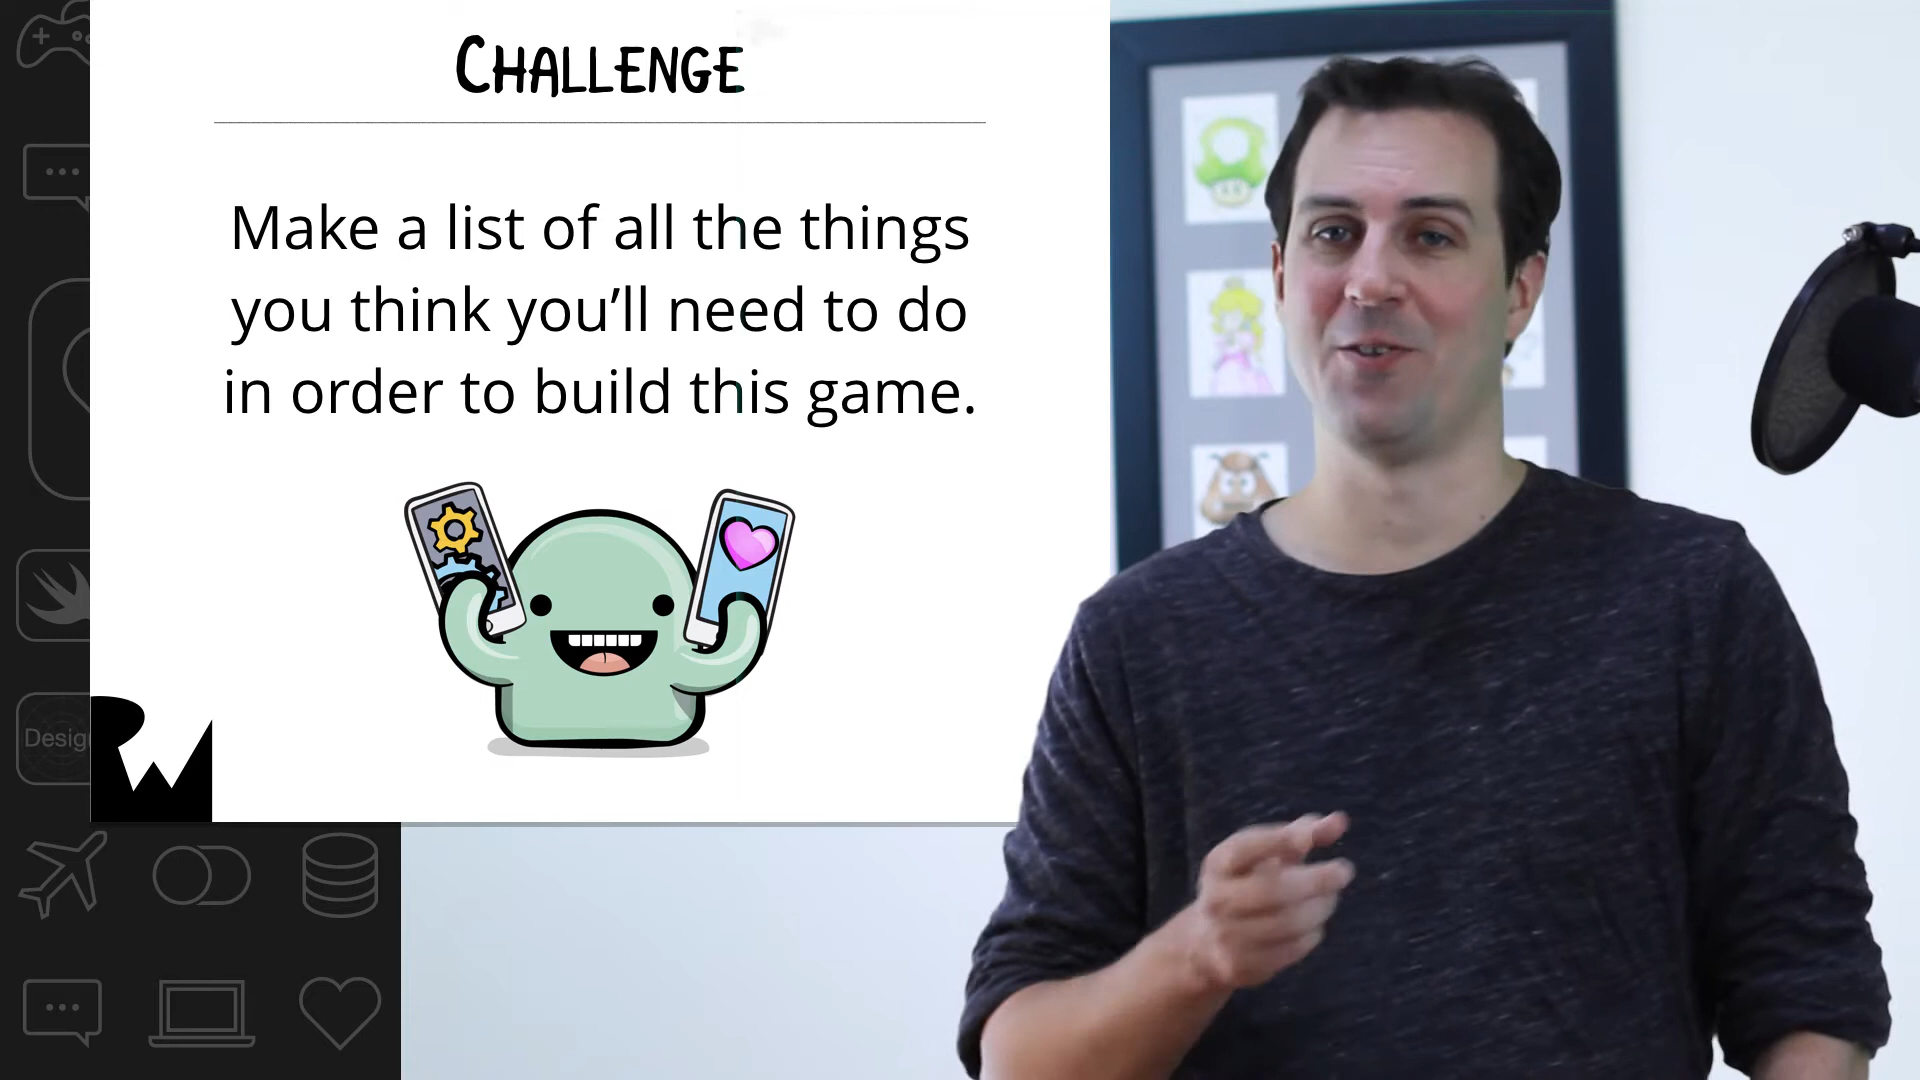 CHALLENGE
Make a list of all the things
you think you’ll need to do
in order to build this game.
Desig